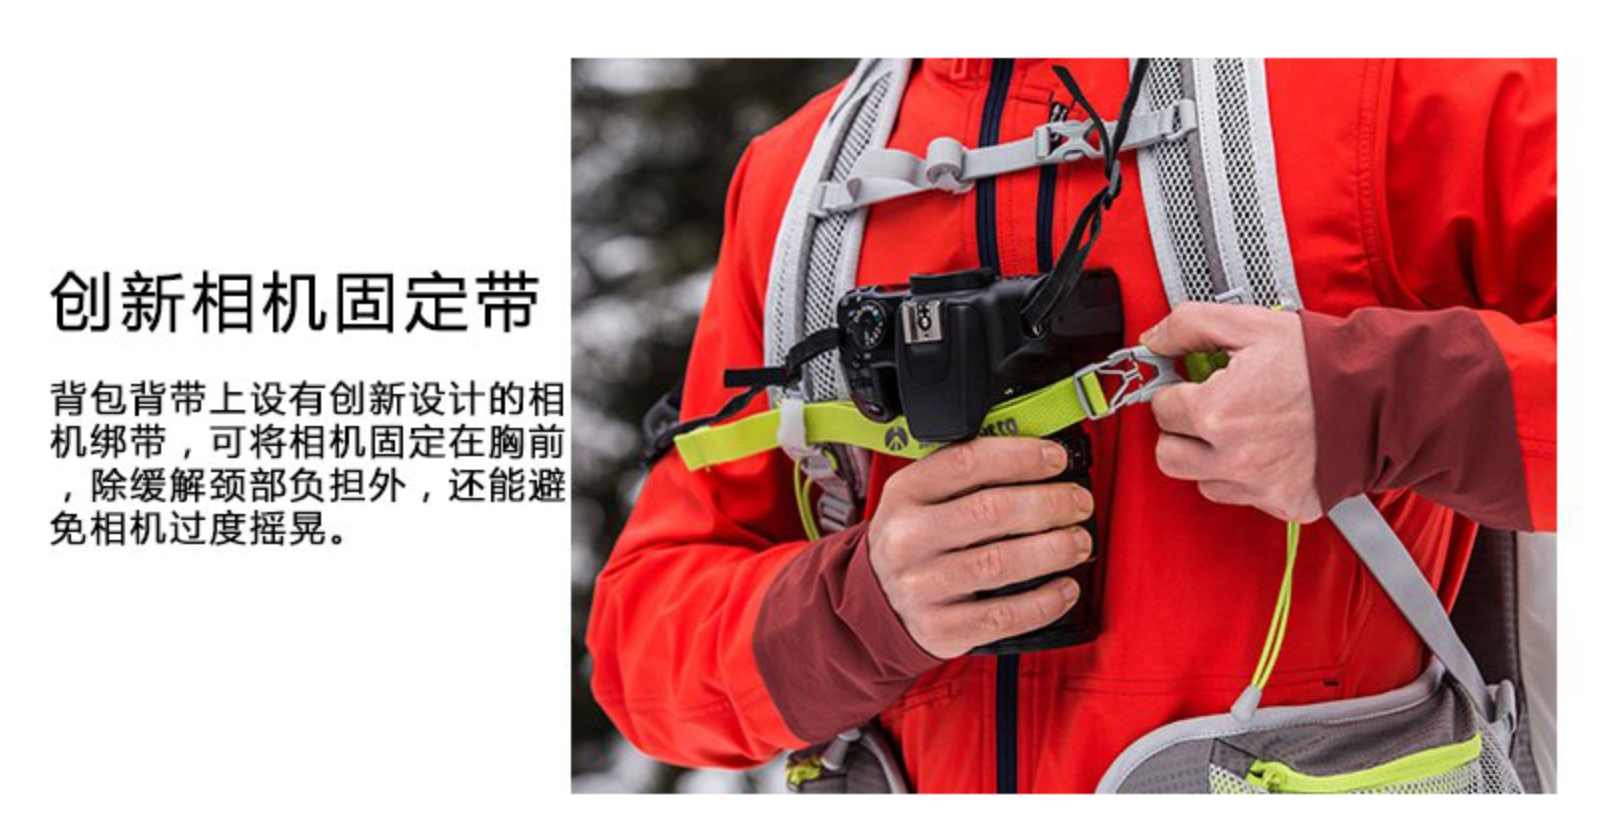 创新相机固定带
背包背带上设有创新设计的相
机绑带，可将相机固定在胸前
，除缓解颈部负担外，还能避
免相机过度摇晃。